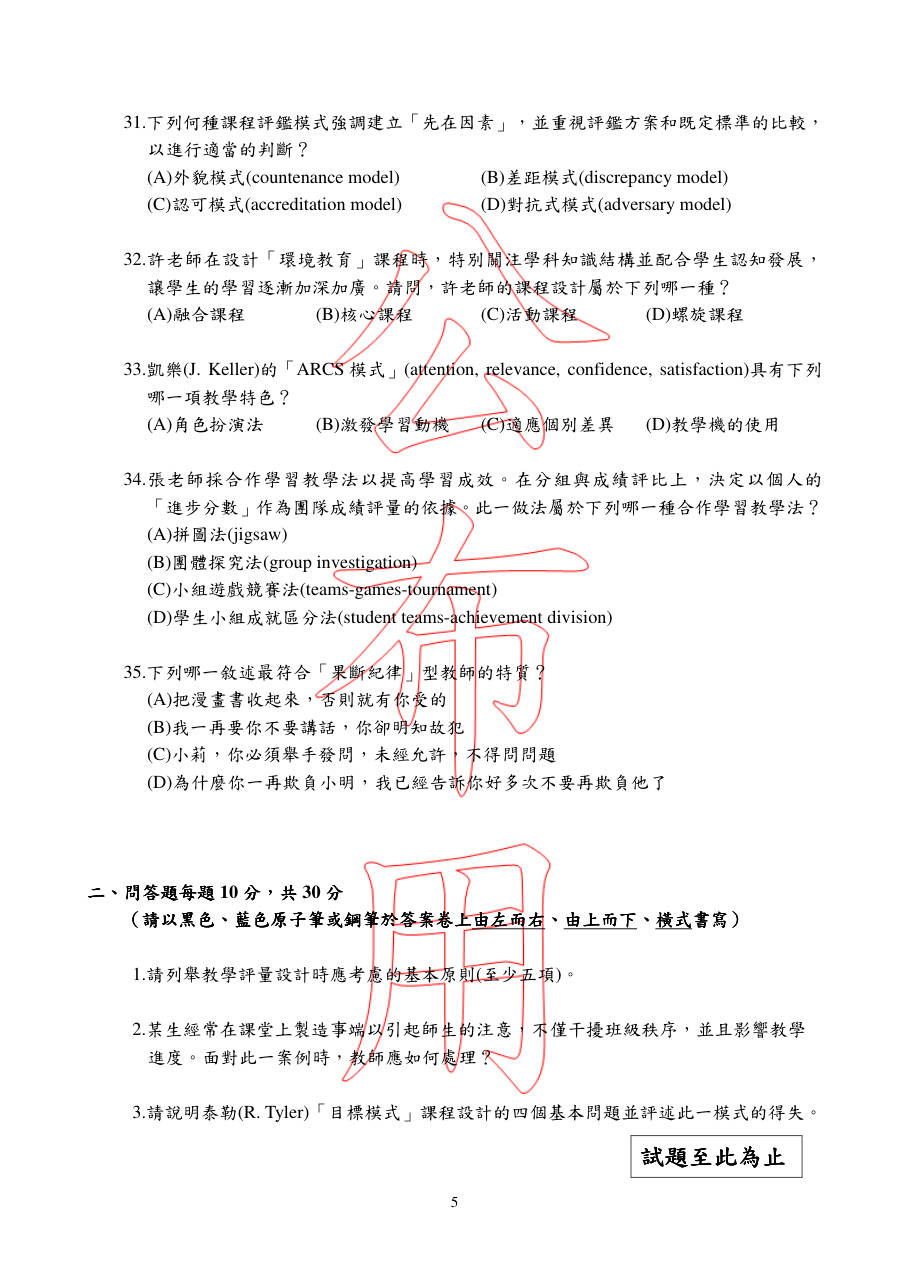 31.下列何種課程評鑑模式強調建立「先在因素」，並重視評鑑方案和既定標準的比較，
以進行適當的判斷？
(A)外貌模式(countenance model) (B)差距模式(discrepancy model)
(C)認可模式(accreditation model) (D)對抗式模式(adversary model)
32.許老師在設計「環境教育」課程時，特別關注學科知識結構並配合學生認知發展，
讓學生的學習逐漸加深加廣。請問，許老師的課程設計屬於下列哪一種？
(A)融合課程 (B)核心課程 (C)活動課程 (D)螺旋課程
33.凱樂(J. Keller)的「ARCS 模式」(attention, relevance, confidence, satisfaction)具有下列
哪一項教學特色？
(A)角色扮演法 (B)激發學習動機 (C)適應個別差異 (D)教學機的使用
34.張老師採合作學習教學法以提高學習成效。在分組與成績評比上，決定以個人的
「進步分數」作為團隊成績評量的依據。此一做法屬於下列哪一種合作學習教學法？
(A)拼圖法(jigsaw)
(B)團體探究法(group investigation)
(C)小組遊戲競賽法(teams-games-tournament)
(D)學生小組成就區分法(student teams-achievement division)
35.下列哪一敘述最符合「果斷紀律」型教師的特質？
(A)把漫畫書收起來，否則就有你受的
(B)我一再要你不要講話，你卻明知故犯
(C)小莉，你必須舉手發問，未經允許，不得問問題
(D)為什麼你一再欺負小明，我已經告訴你好多次不要再欺負他了
二、問答題每題 10 分，共 30 分
（請以黑色、藍色原子筆或鋼筆於答案卷上由左而右、由上而下、橫式書寫）
1.請列舉教學評量設計時應考慮的基本原則(至少五項)。
2.某生經常在課堂上製造事端以引起師生的注意，不僅干擾班級秩序，並且影響教學
進度。面對此一案例時，教師應如何處理？
3.請說明泰勒(R. Tyler)「目標模式」課程設計的四個基本問題並評述此一模式的得失。
試題至此為止
5
公布用